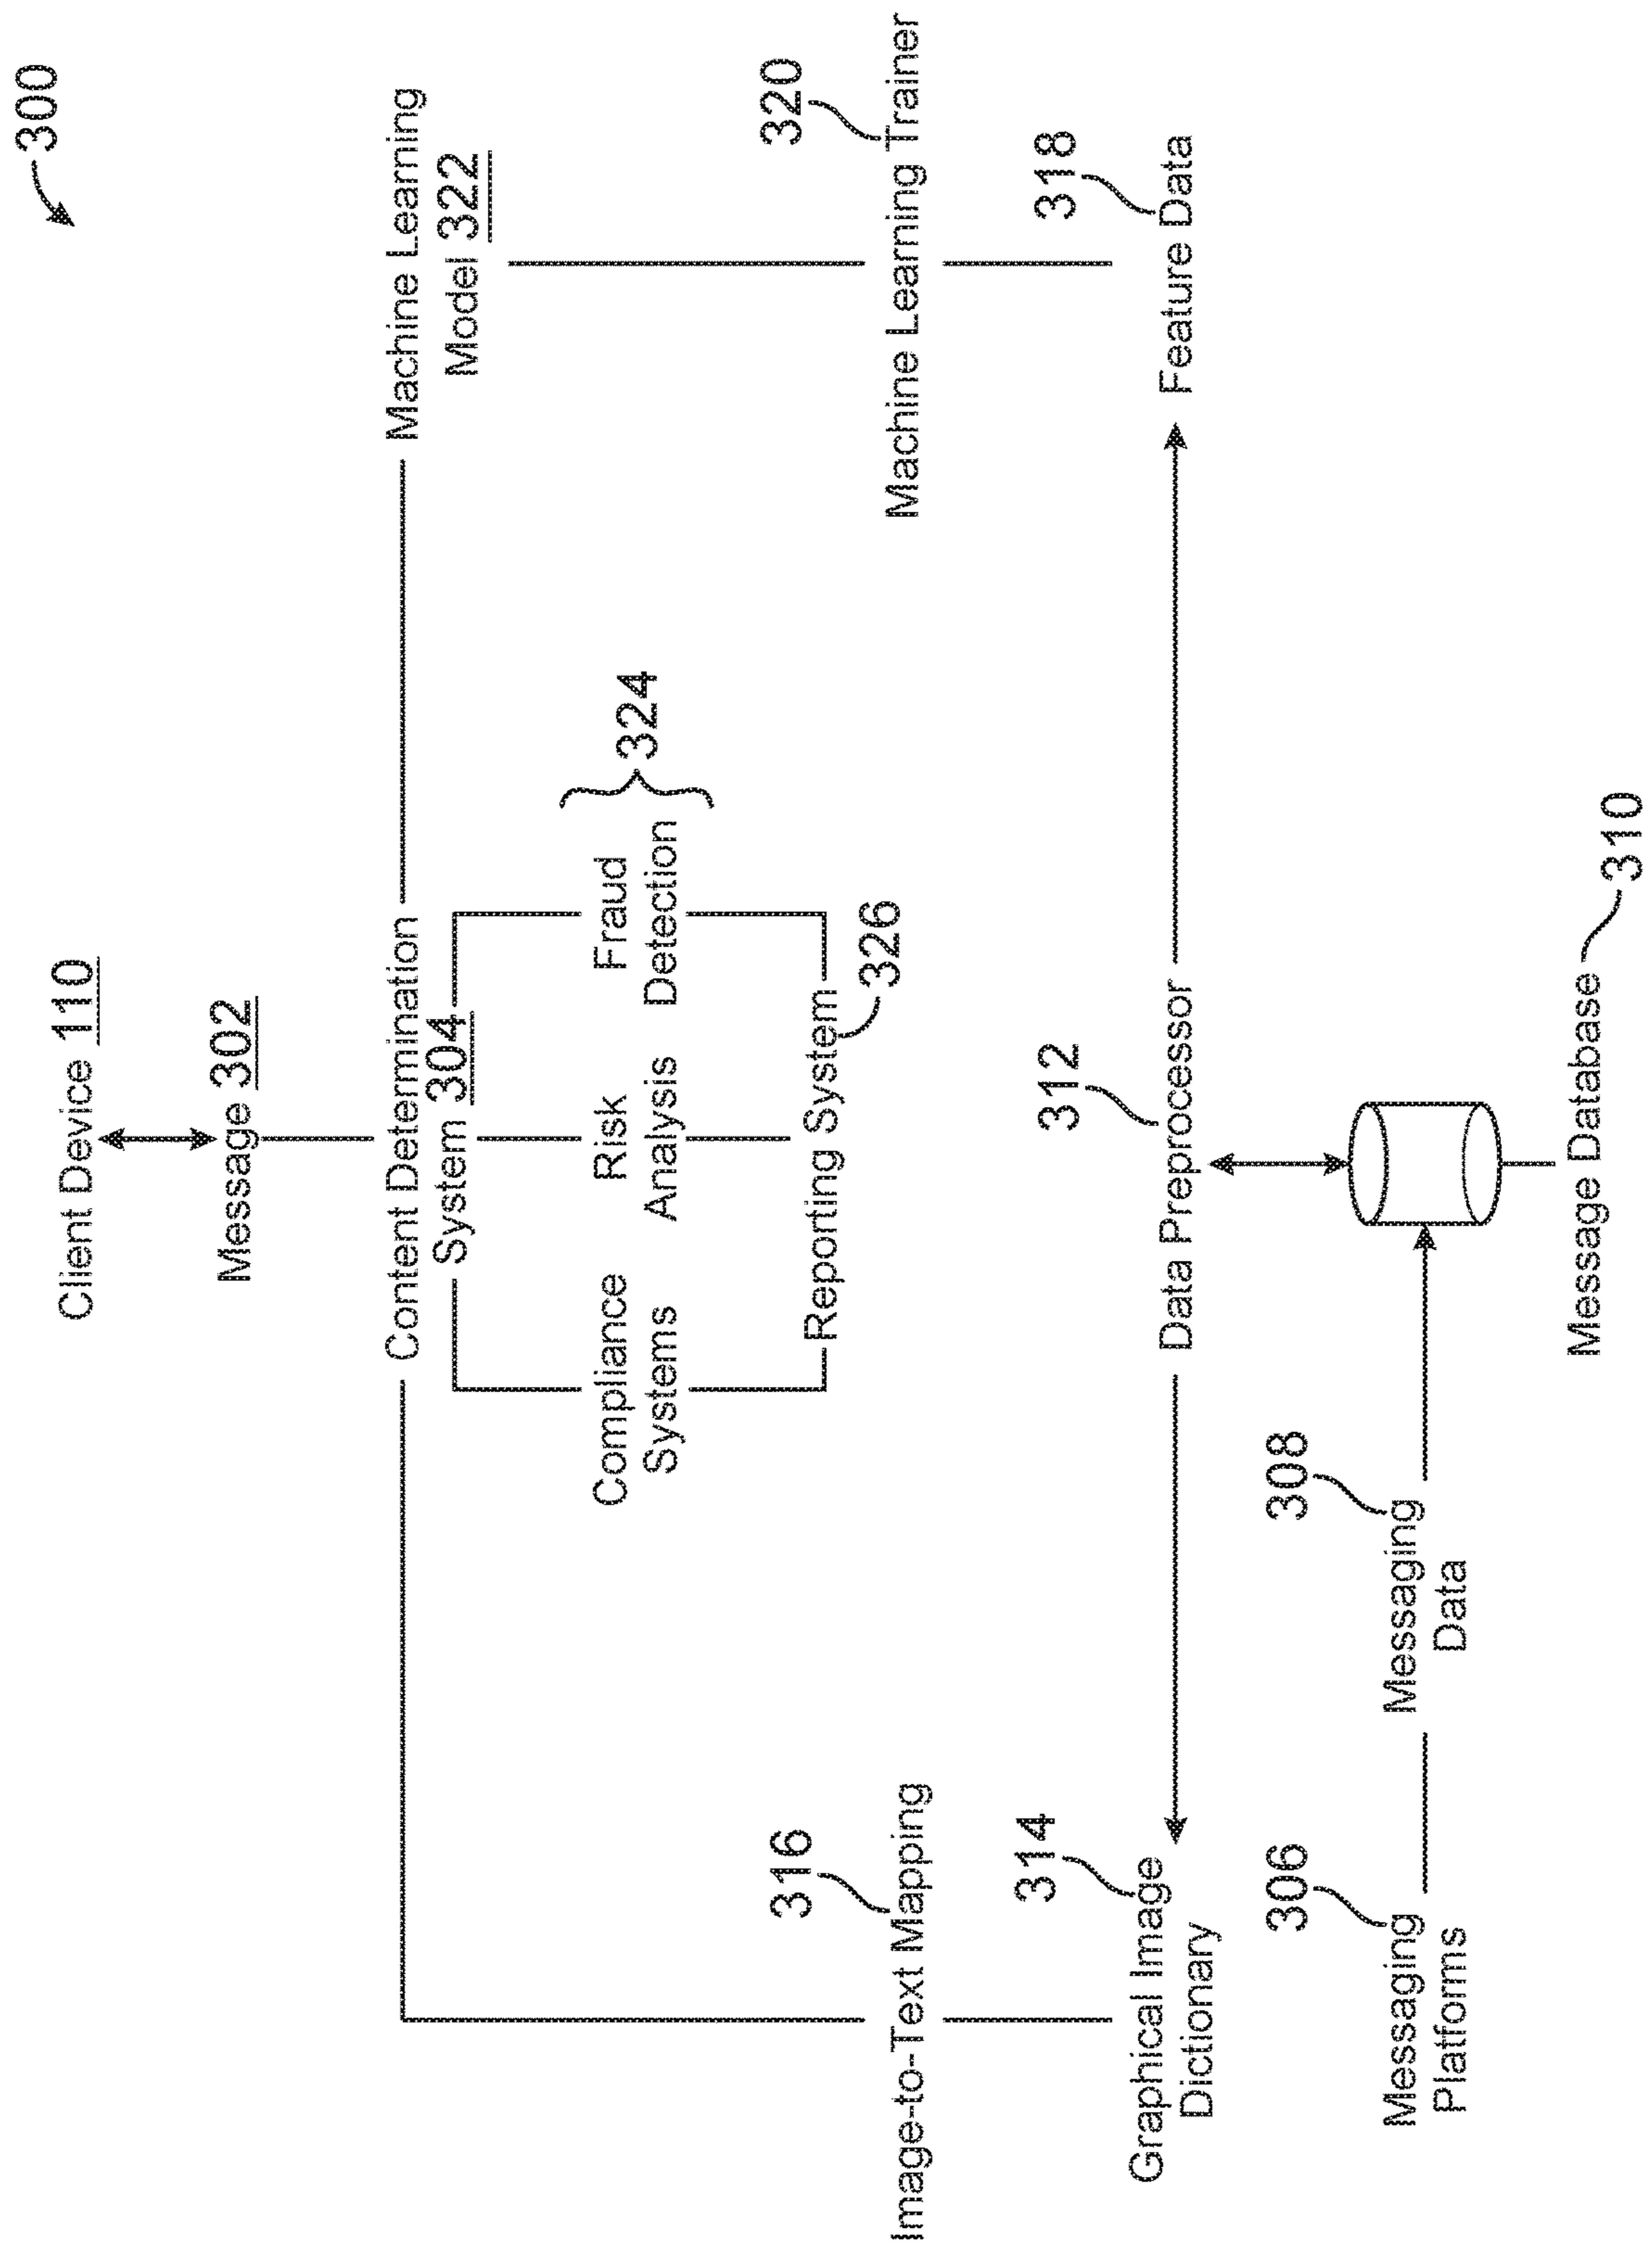 300
Client Device 110
Message 302
Content Determination
System 304
Machine Learning
Model 322
Compliance
Systems
Risk
Analysis
Fraud
Detection
324
Reporting System
326
316
Image-to-Text Mapping
320
Machine Learning Trainer
314
Graphical Image
Dictionary
312
Data Preprocessor
318
Feature Data
306
Messaging
Platforms
308
Messaging
Data
Message Database
310